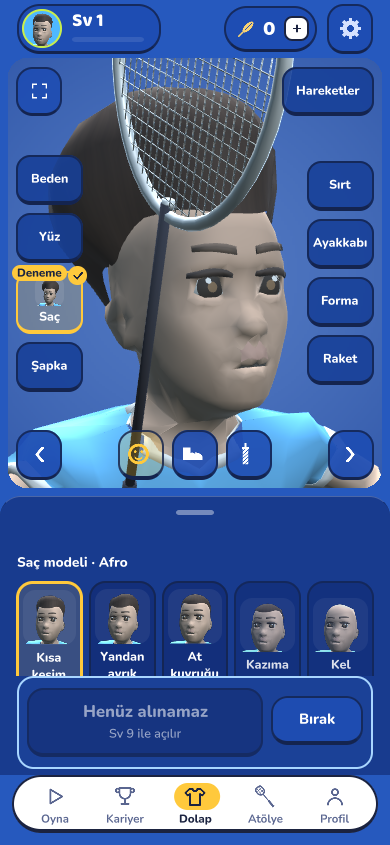 Sv 1
0
+
Hareketler
Beden
Sırt
Yüz
Ayakkabı
Deneme
Saç
Forma
Şapka
Raket
Saç modeli · Afro
Kısa kesim
Yandan ayrık
At kuyruğu
Kazıma
Kel
Henüz alınamaz
Sv 9 ile açılır
Bırak
Oyna
Kariyer
Dolap
Atölye
Profil